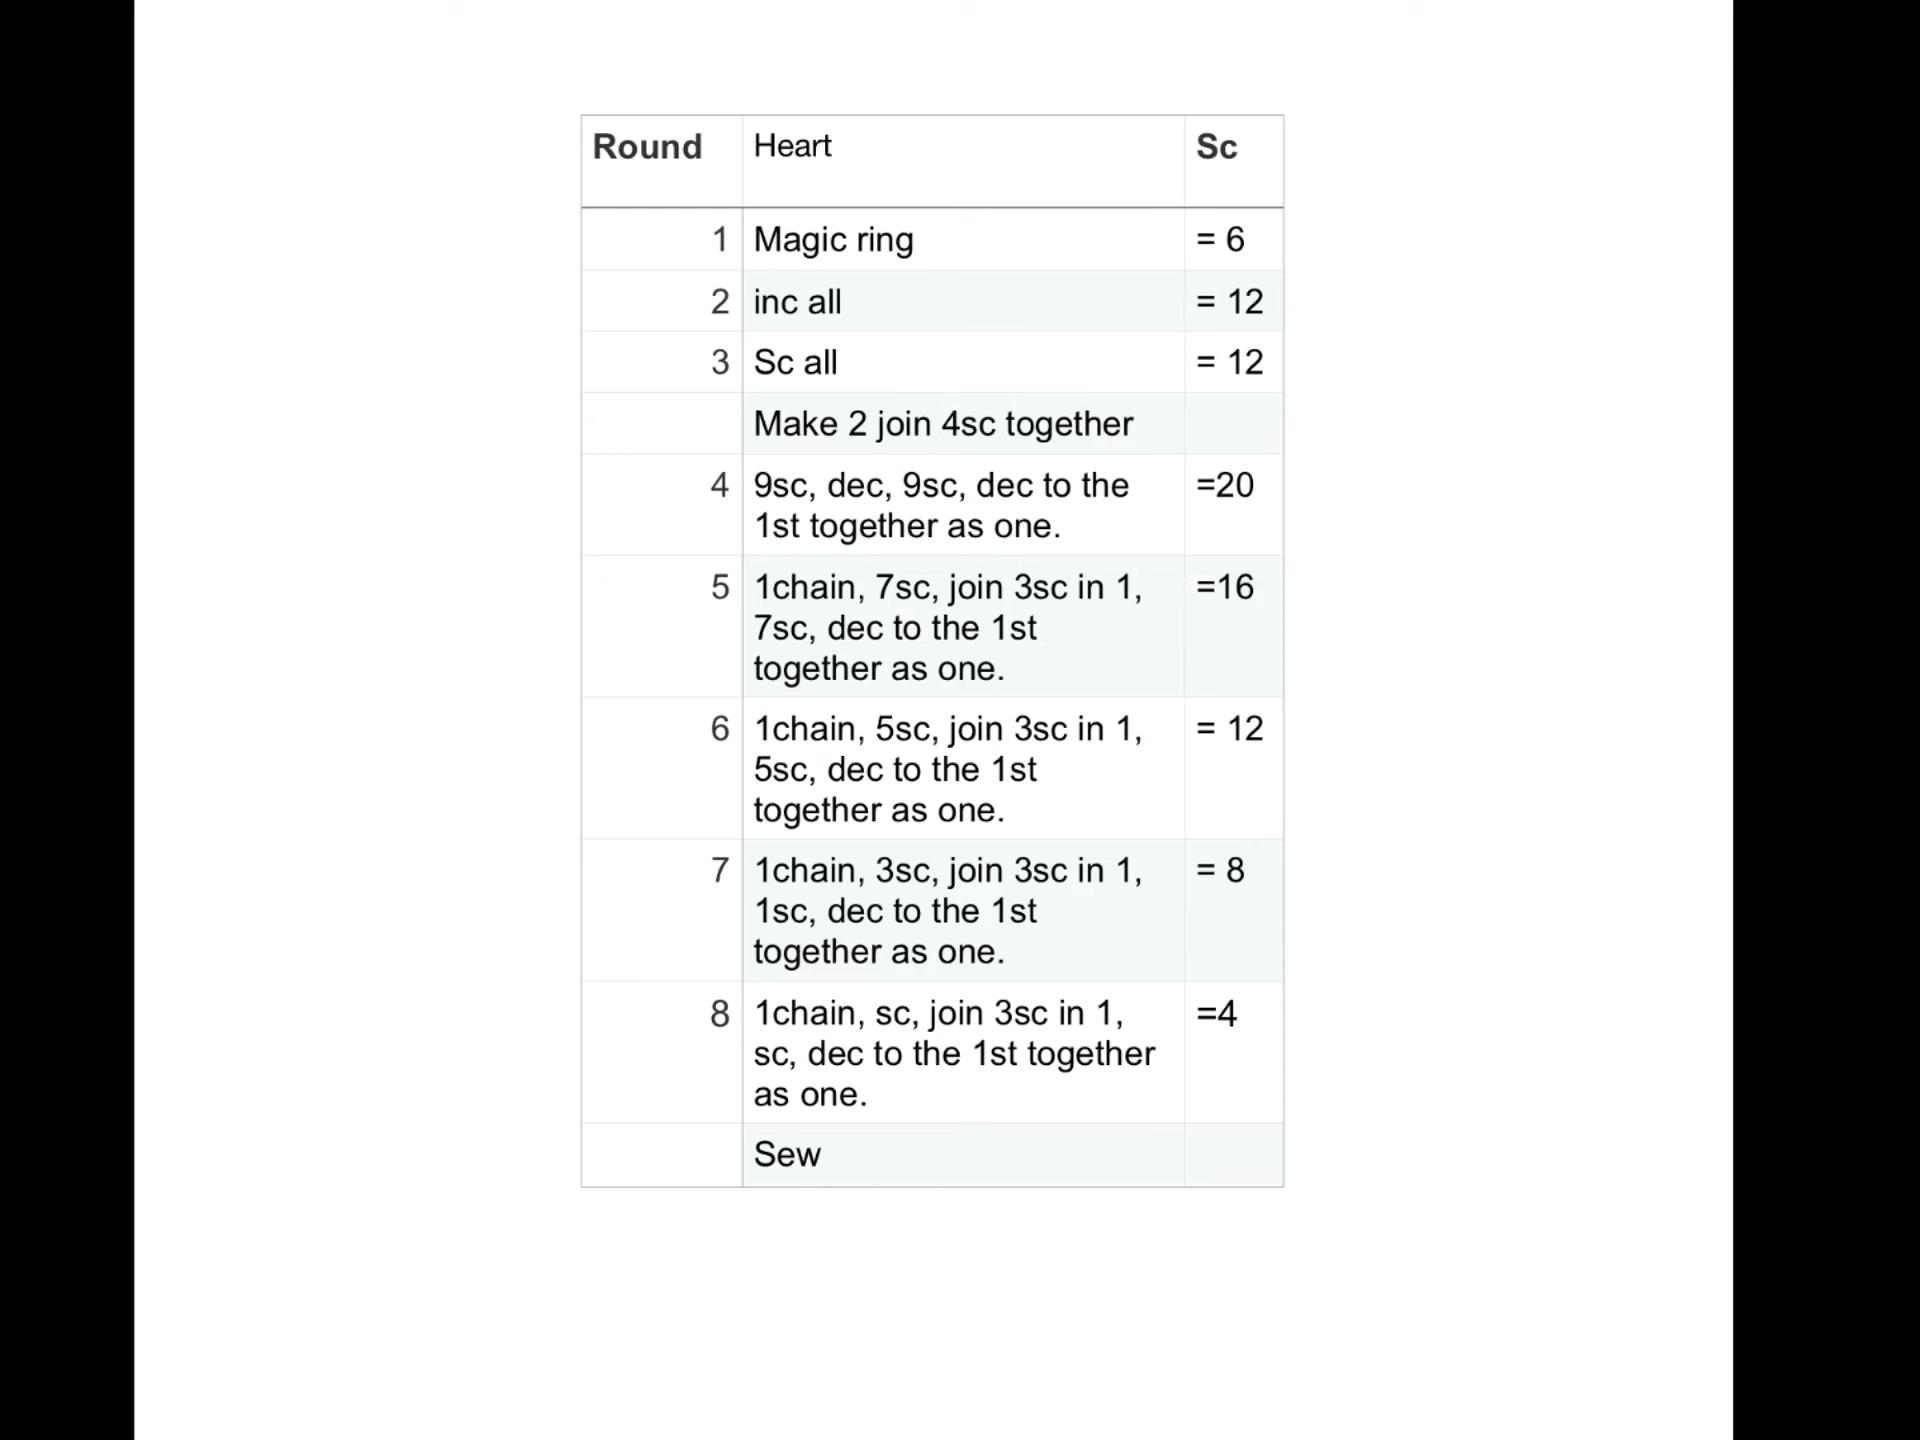 Round Heart Sc
1 Magic ring = 6
2 inc all = 12
3 Sc all = 12
Make 2 join 4sc together
4 9sc, dec, 9sc, dec to the =20
1st together as one.
5 1chain, 7sc, join 3sc in 1, =16
7sc, dec to the 1st
together as one.
6 1chain, 5sc, join 3sc in 1, = 12
5sc, dec to the 1st
together as one.
7 1chain, 3sc, join 3sc in 1, = 8
1sc, dec to the 1st
together as one.
8 1chain, sc, join 3sc in 1, =4
sc, dec to the 1st together
as one.
Sew